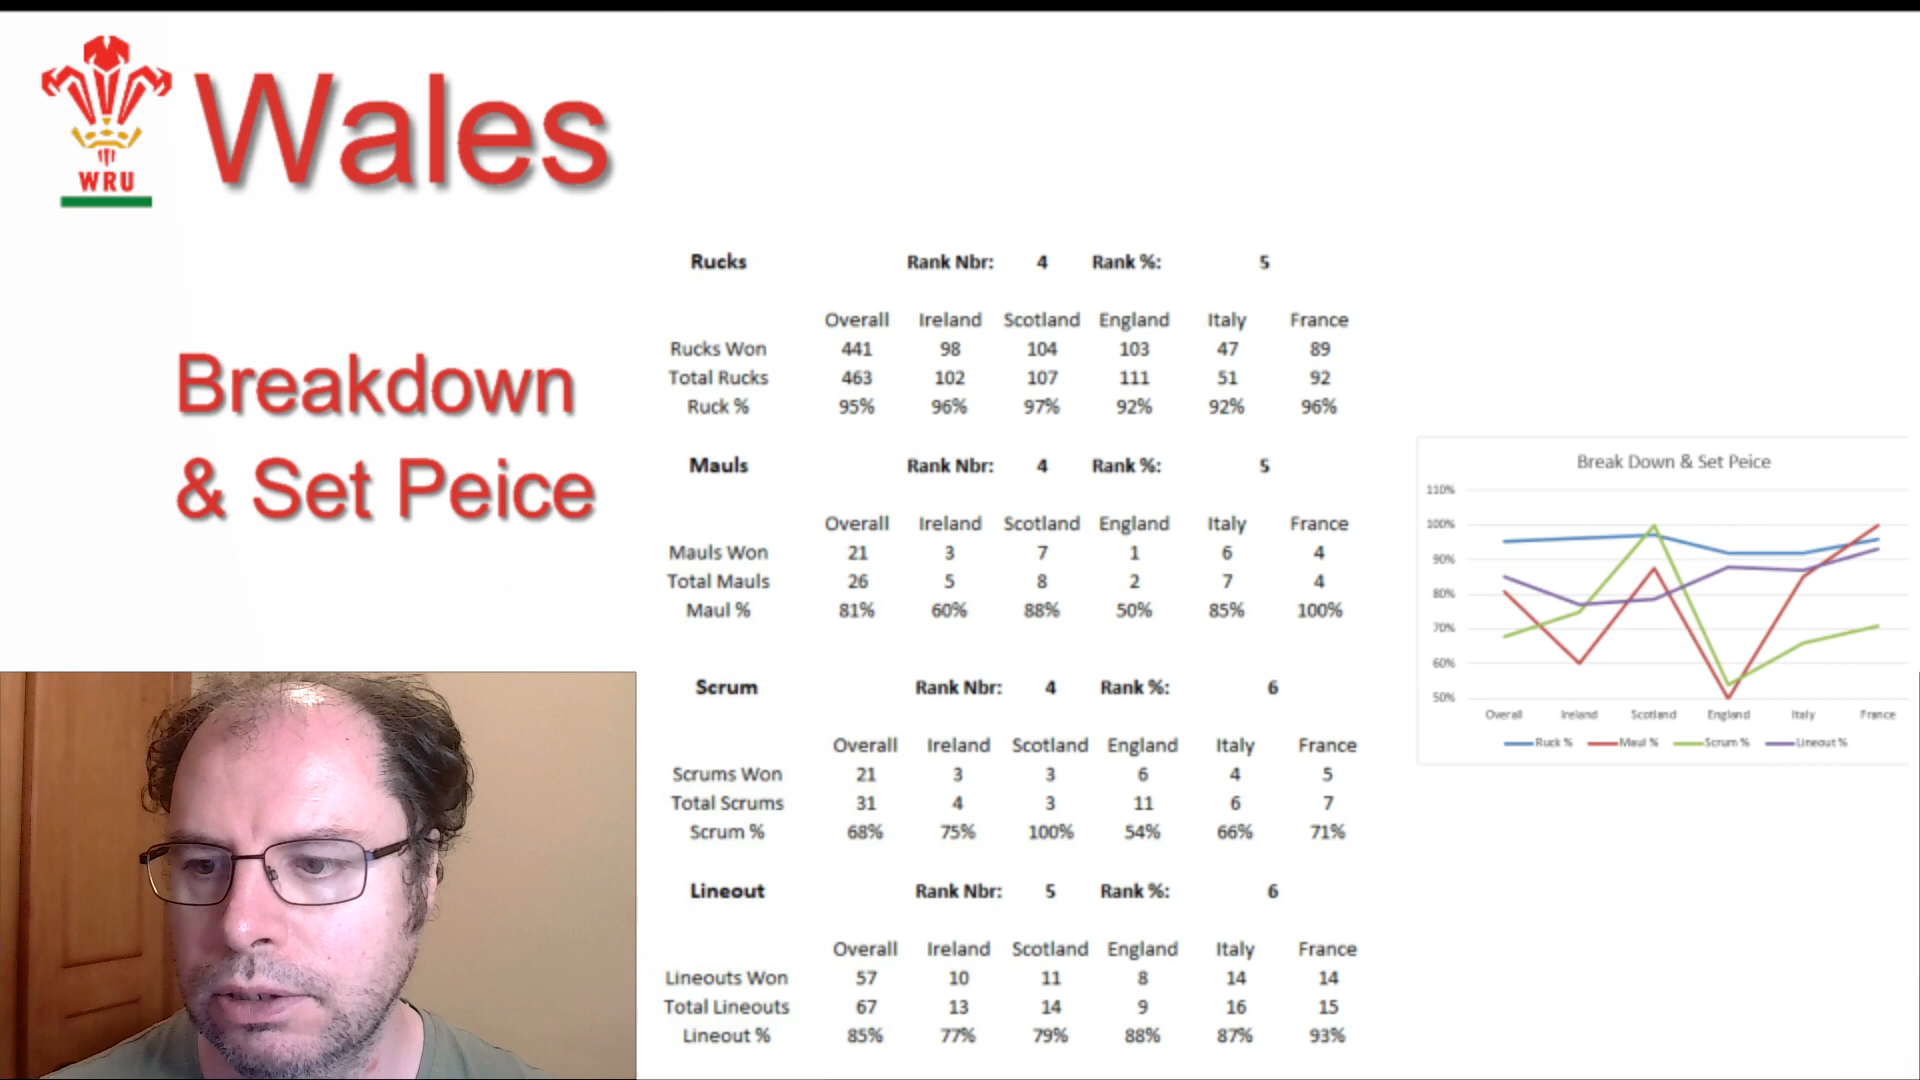 Wales
WRU
Breakdown
& Set Peice
Rucks Rank Nbr: 4 Rank %: 5
Overall Ireland Scotland England Italy France
Rucks Won 441 98 104 103 47 89
Total Rucks 463 102 107 111 51 92
Ruck % 95% 96% 97% 92% 92% 96%
Mauls Rank Nbr: 4 Rank %: 5
Overall Ireland Scotland England Italy France
Mauls Won 21 3 7 1 6 4
Total Mauls 26 5 8 2 7 4
Maul % 81% 60% 88% 50% 85% 100%
Scrum Rank Nbr: 4 Rank %: 6
Overall Ireland Scotland England Italy France
Scrums Won 21 3 3 6 4 5
Total Scrums 31 4 3 11 6 7
Scrum % 68% 75% 100% 54% 66% 71%
Lineout Rank Nbr: 5 Rank %: 6
Overall Ireland Scotland England Italy France
Lineouts Won 57 10 11 8 14 14
Total Lineouts 67 13 14 9 16 15
Lineout % 85% 77% 79% 88% 87% 93%
Break Down & Set Peice
110%
100%
90%
80%
70%
60%
50%
Overall Ireland Scotland England Italy France
Ruck % Maul % Scrum % Lineout %